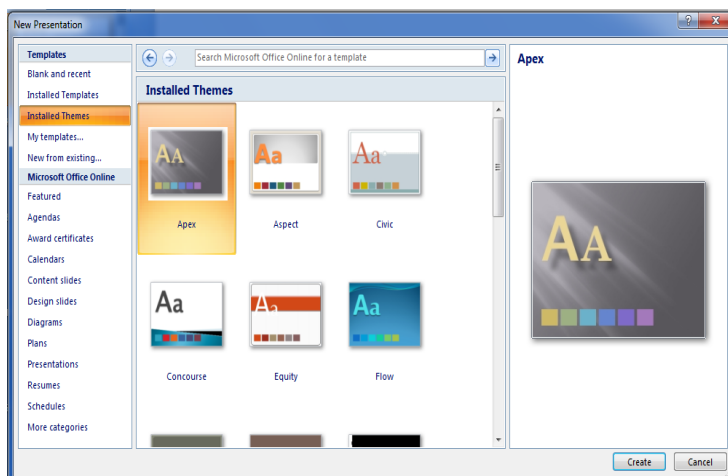 New Presentation
Templates
Blank and recent
Installed Templates
Installed Themes
My templates...
New from existing...
Microsoft Office Online
Featured
Agendas
Award certificates
Calendars
Content slides
Design slides
Diagrams
Plans
Presentations
Resumes
Schedules
More categories
Search Microsoft Office Online for a template
Installed Themes
AA
Aa
Aa
Apex
Aspect
Civic
Aa
Aa
Aa
Concourse
Equity
Flow
Apex
AA
Create
Cancel